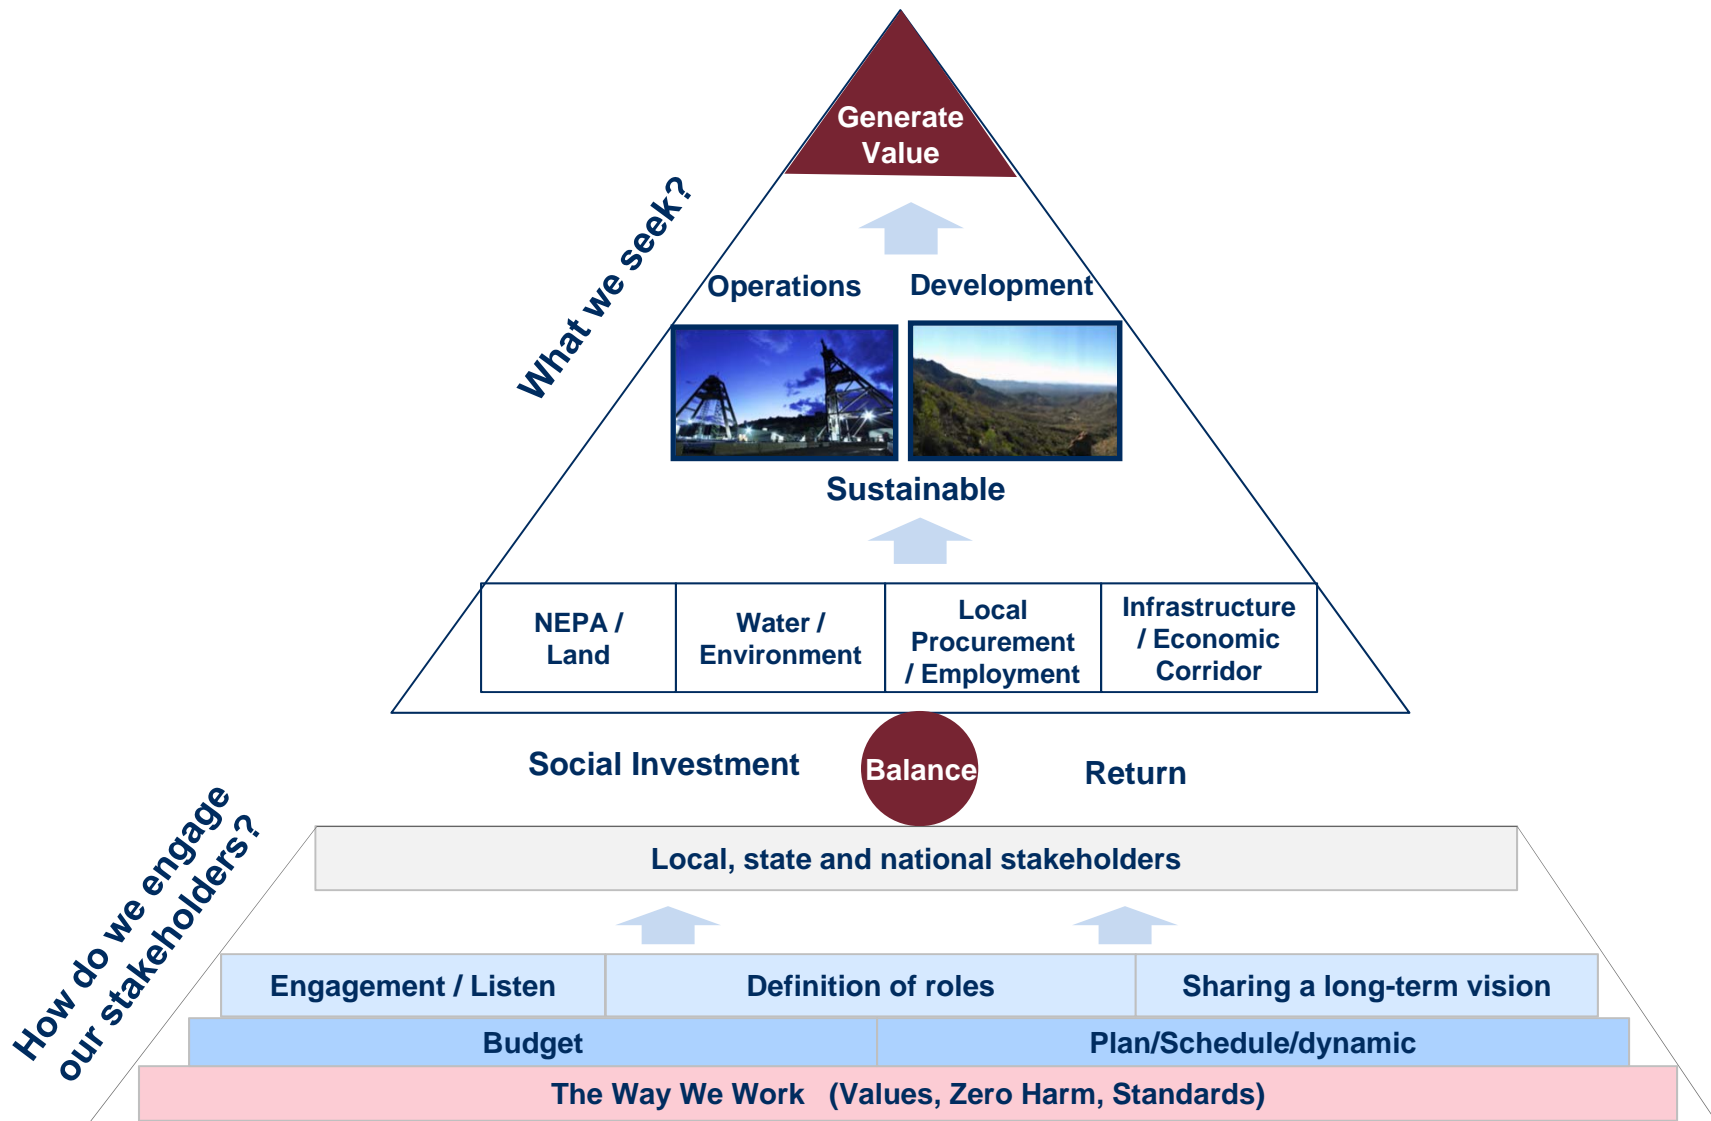 Generate
Value
What we seek?
Operations
Development
Sustainable
NEPA /
Land
Water /
Environment
Local
Procurement
/ Employment
Infrastructure
/ Economic
Corridor
Social Investment
Balance
Return
How do we engage
our stakeholders?
Local, state and national stakeholders
Engagement / Listen
Definition of roles
Sharing a long-term vision
Budget
Plan/Schedule/dynamic
The Way We Work (Values, Zero Harm, Standards)